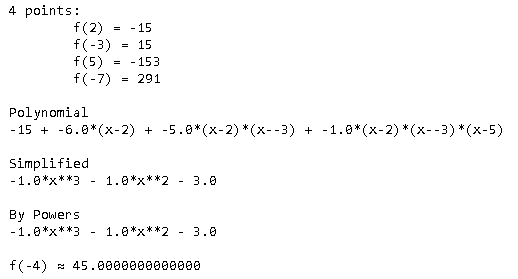 4 points:
f(2) = -15
f(-3) = 15
f(5) = -153
f(-7) = 291
Polynomial
-15 + -6.0*(x-2) + -5.0*(x-2)*(x--3) + -1.0*(x-2)*(x--3)*(x-5)
Simplified
-1.0*x**3 - 1.0*x**2 - 3.0
By Powers
-1.0*x**3 - 1.0*x**2 - 3.0
f(-4) ≈ 45.0000000000000